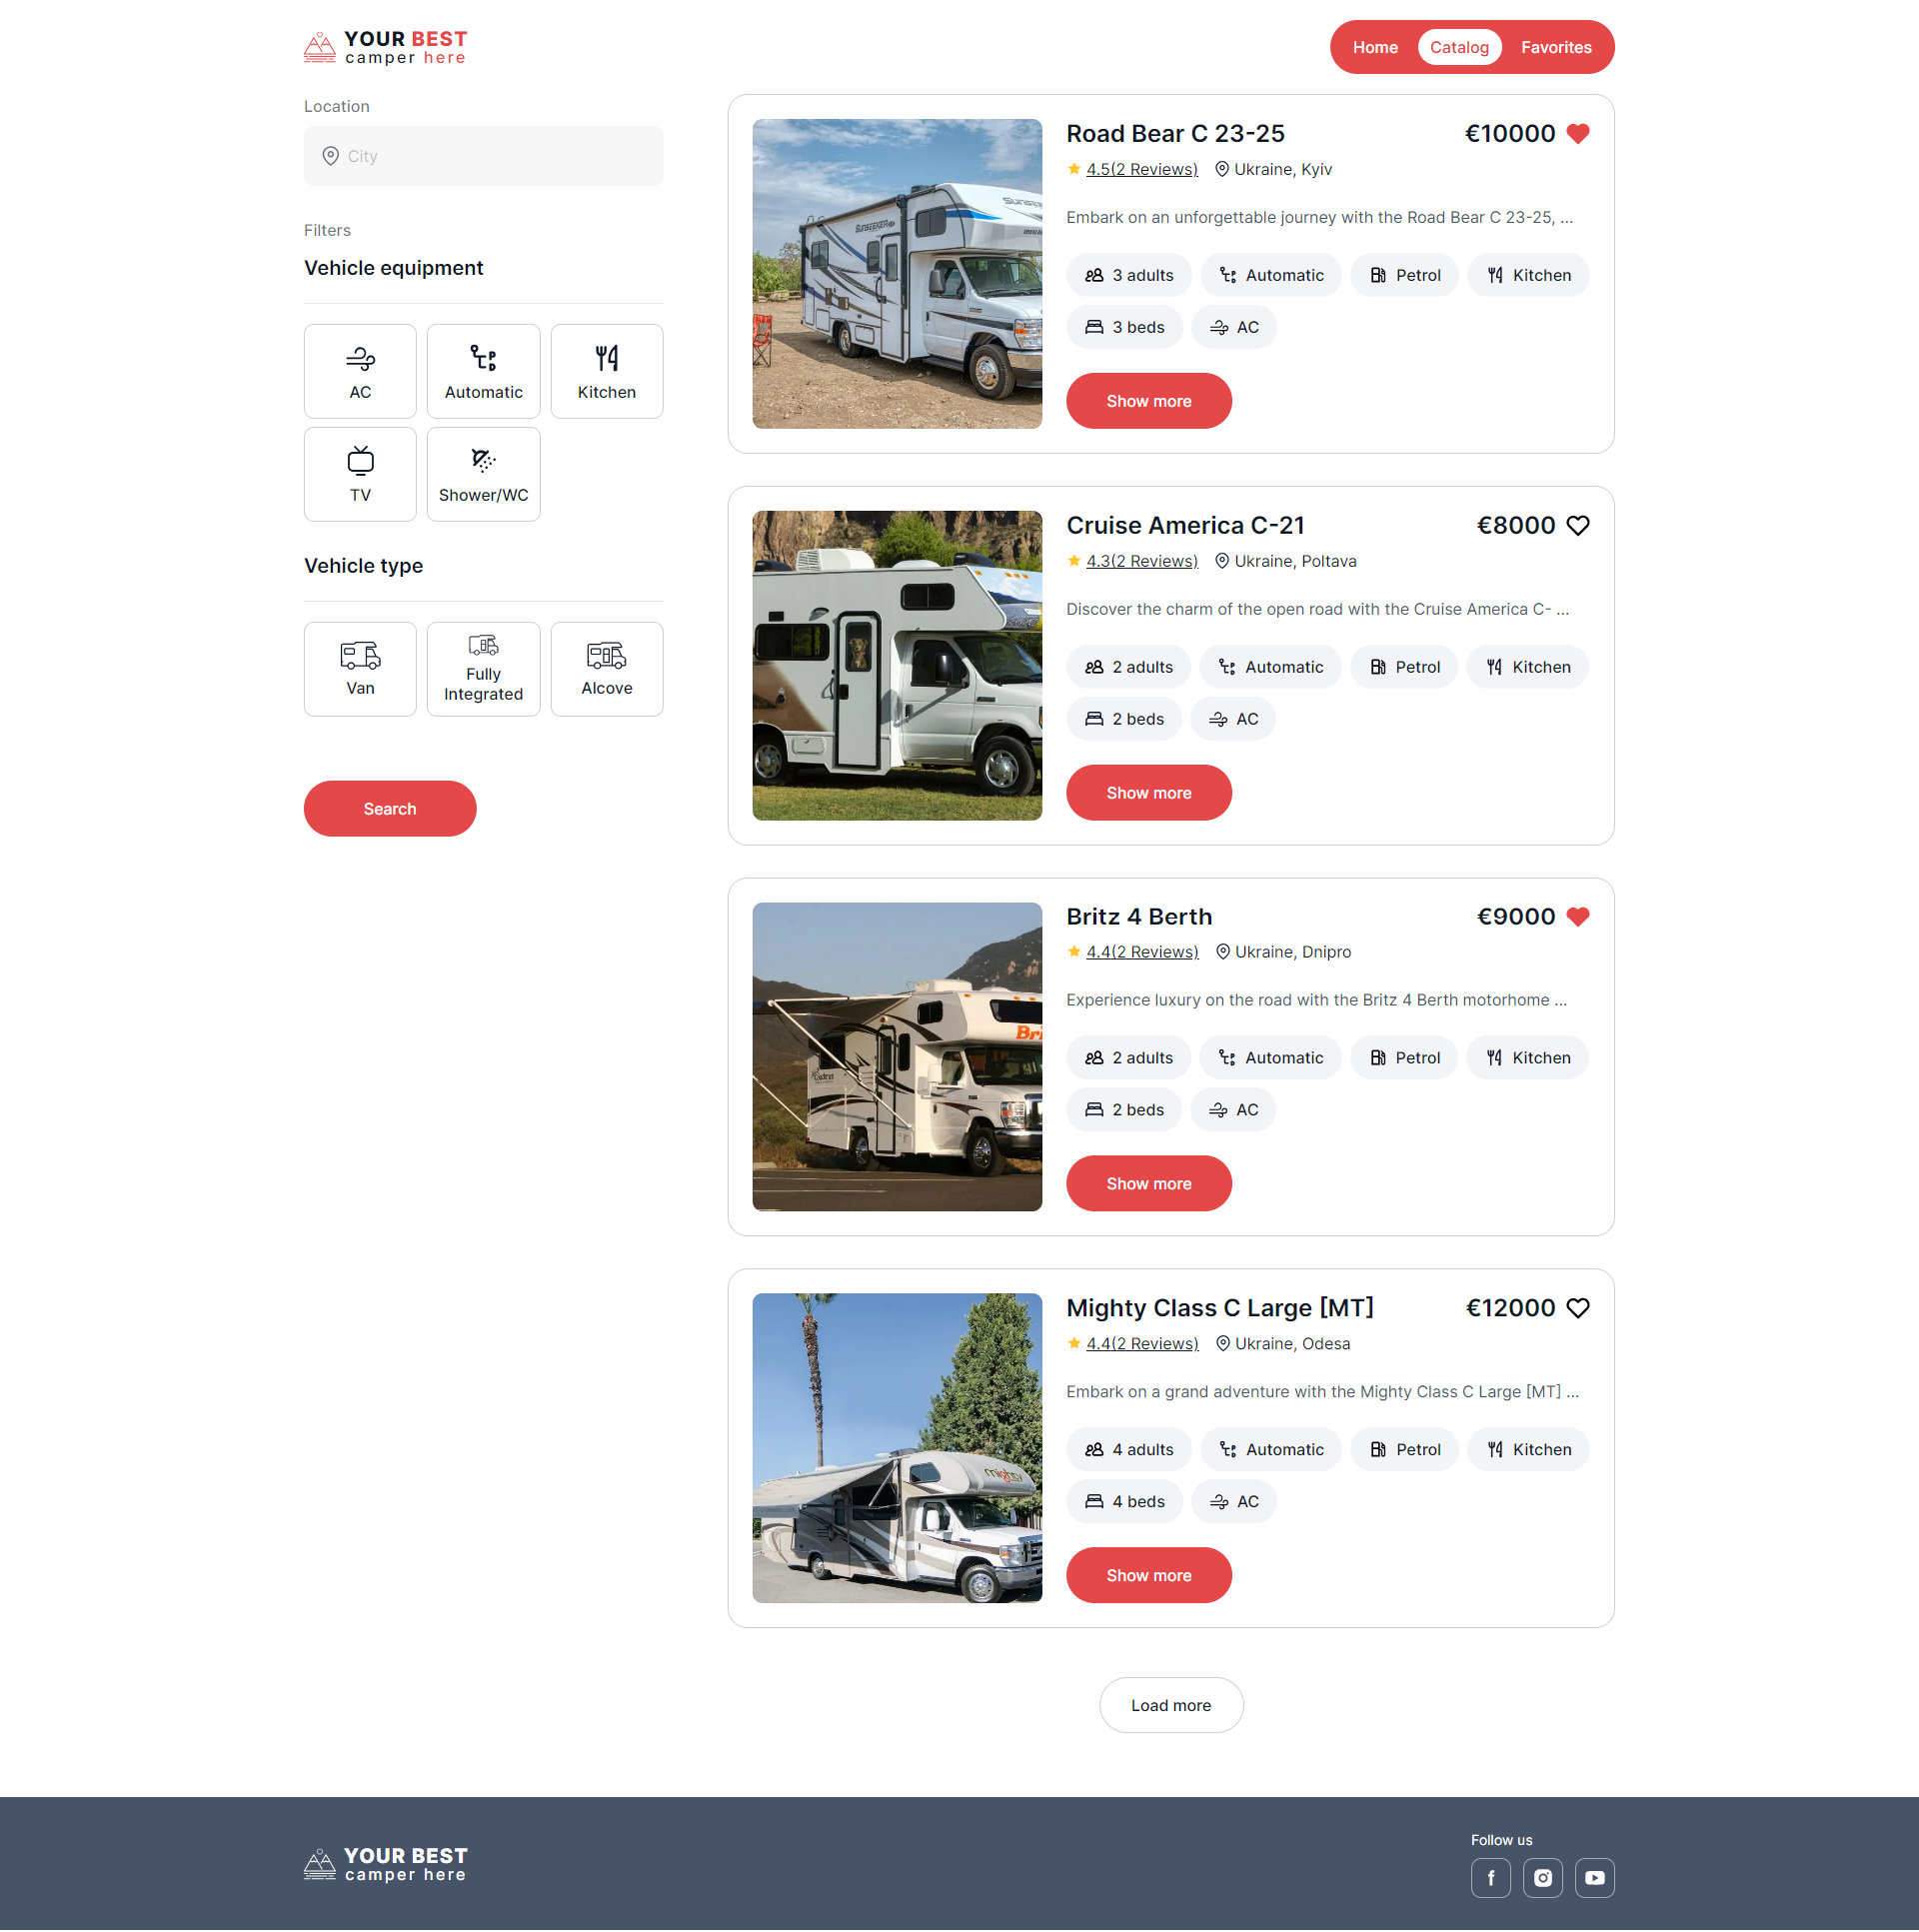 YOUR BEST
camper here
Home Catalog Favorites
Location
City
Filters
Vehicle equipment
AC Automatic Kitchen
TV Shower/WC
Vehicle type
Van Fully Integrated Alcove
Search
Road Bear C 23-25 €10000
4.5(2 Reviews) Ukraine, Kyiv
Embark on an unforgettable journey with the Road Bear C 23-25, ...
3 adults Automatic Petrol Kitchen
3 beds AC
Show more
SUNSEEKER
Cruise America C-21 €8000
4.3(2 Reviews) Ukraine, Poltava
Discover the charm of the open road with the Cruise America C- ...
2 adults Automatic Petrol Kitchen
2 beds AC
Show more
Britz 4 Berth €9000
4.4(2 Reviews) Ukraine, Dnipro
Experience luxury on the road with the Britz 4 Berth motorhome ...
2 adults Automatic Petrol Kitchen
2 beds AC
Show more
Bri
Mighty Class C Large [MT] €12000
4.4(2 Reviews) Ukraine, Odesa
Embark on a grand adventure with the Mighty Class C Large [MT] ...
4 adults Automatic Petrol Kitchen
4 beds AC
Show more
mighty
Load more
YOUR BEST
camper here
Follow us